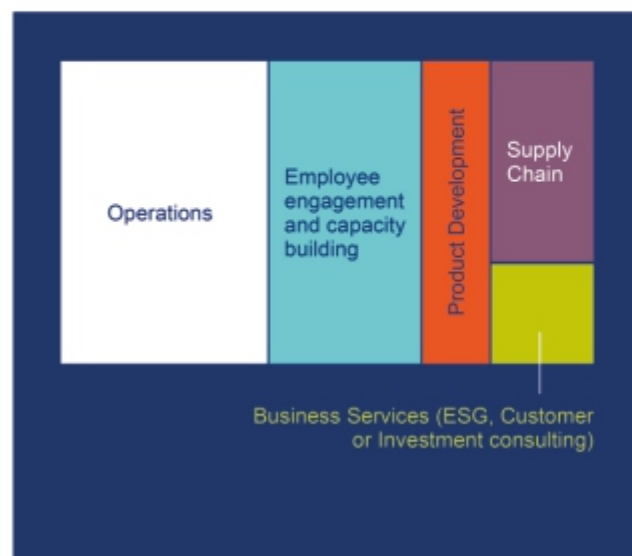 Operations
Employee
engagement
and capacity
building
Product Development
Supply
Chain
Business Services (ESG, Customer
or Investment consulting)